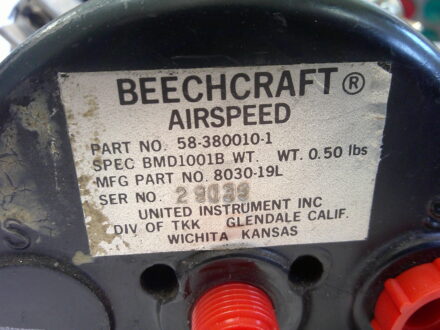 BEECHCRAFT®
AIRSPEED
PART NO. 58-380010-1
SPEC BMD1001B WT. WT. 0.50 lbs
MFG PART NO. 8030-19L
SER NO. 29039
UNITED INSTRUMENT INC
DIV OF TKK GLENDALE CALIF.
WICHITA KANSAS
S